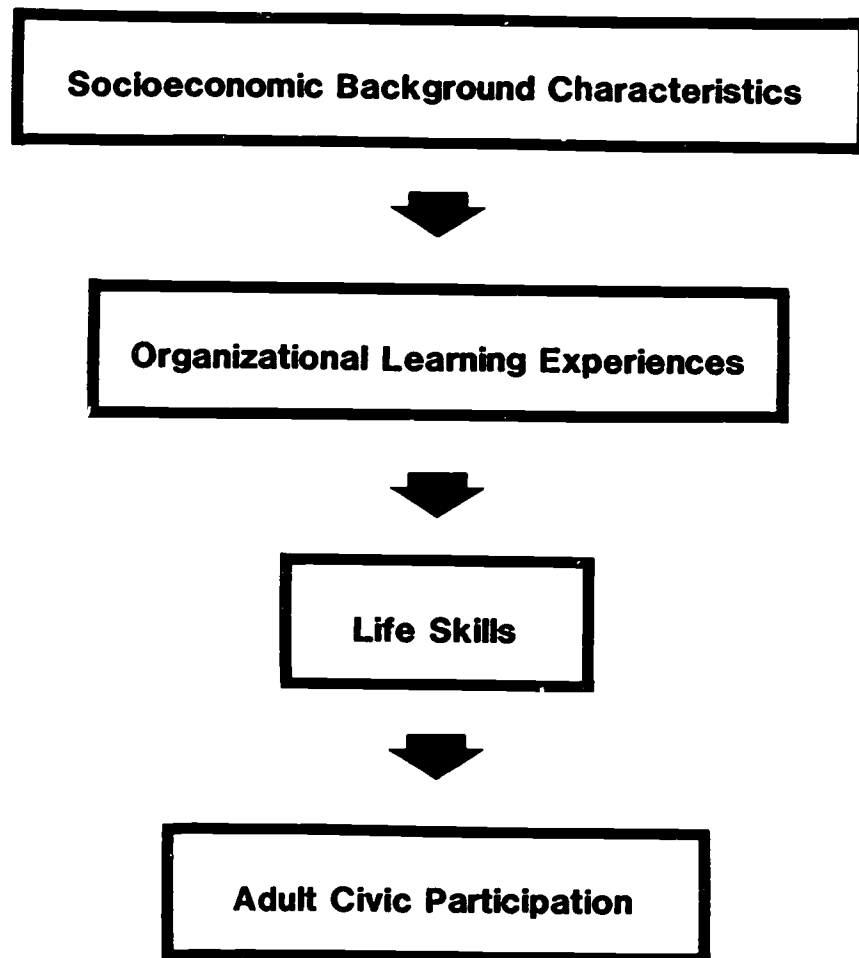 Socioeconomic Background Characteristics
Organizational Learning Experiences
Life Skills
Adult Civic Participation